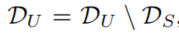 𝒟_U = 𝒟_U \ 𝒟_S,